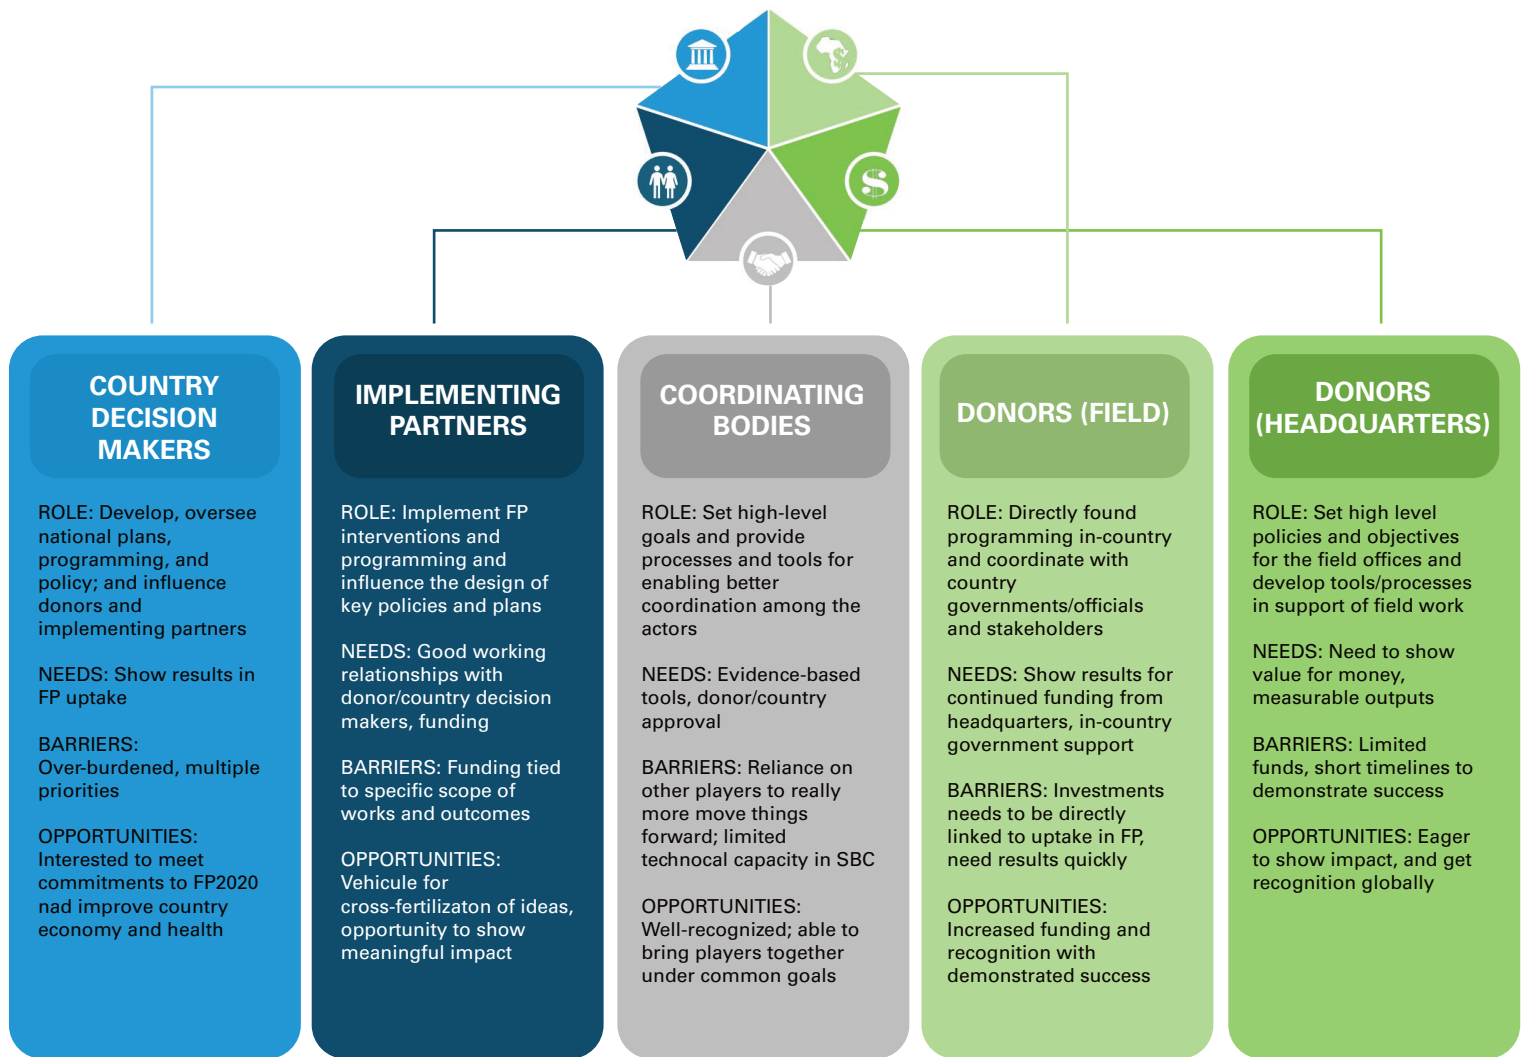 COUNTRY
DECISION
MAKERS
ROLE: Develop, oversee
national plans,
programming, and
policy; and influence
donors and
implementing partners
NEEDS: Show results in
FP uptake
BARRIERS:
Over-burdened, multiple
priorities
OPPORTUNITIES:
Interested to meet
commitments to FP2020
nad improve country
economy and health
IMPLEMENTING
PARTNERS
ROLE: Implement FP
interventions and
programming and
influence the design of
key policies and plans
NEEDS: Good working
relationships with
donor/country decision
makers, funding
BARRIERS: Funding tied
to specific scope of
works and outcomes
OPPORTUNITIES:
Vehicule for
cross-fertilizaton of ideas,
opportunity to show
meaningful impact
COORDINATING
BODIES
ROLE: Set high-level
goals and provide
processes and tools for
enabling better
coordination among the
actors
NEEDS: Evidence-based
tools, donor/country
approval
BARRIERS: Reliance on
other players to really
more move things
forward; limited
technocal capacity in SBC
OPPORTUNITIES:
Well-recognized; able to
bring players together
under common goals
DONORS (FIELD)
ROLE: Directly found
programming in-country
and coordinate with
country
governments/officials
and stakeholders
NEEDS: Show results for
continued funding from
headquarters, in-country
government support
BARRIERS: Investments
needs to be directly
linked to uptake in FP,
need results quickly
OPPORTUNITIES:
Increased funding and
recognition with
demonstrated success
DONORS
(HEADQUARTERS)
ROLE: Set high level
policies and objectives
for the field offices and
develop tools/processes
in support of field work
NEEDS: Need to show
value for money,
measurable outputs
BARRIERS: Limited
funds, short timelines to
demonstrate success
OPPORTUNITIES: Eager
to show impact, and get
recognition globally
$